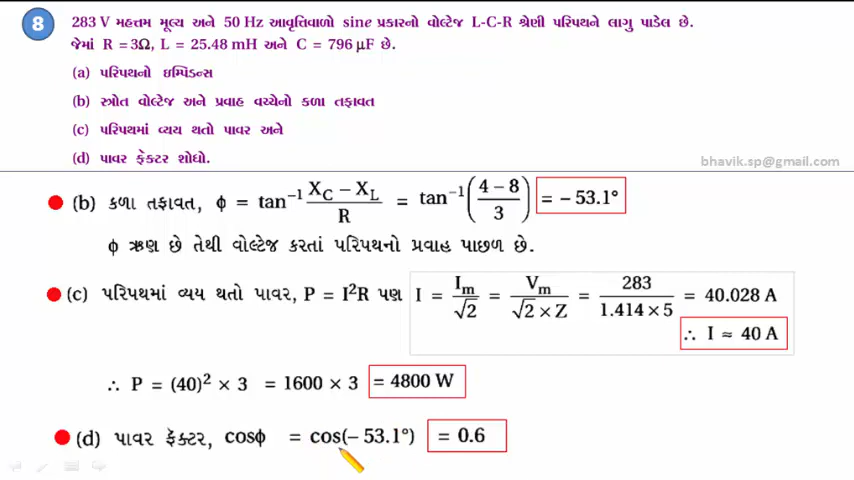 8 283 V મહત્તમ મૂલ્ય અને 50 Hz આવૃત્તિવાળો sine પ્રકારનો વોલ્ટેજ L-C-R શ્રેણી પરિપથને લાગુ પાડેલ છે.
જેમાં R = 3Ω, L = 25.48 mH અને C = 796 μF છે.
(a) પરિપથનો ઇમ્પિડન્સ
(b) સ્ત્રોત વોલ્ટેજ અને પ્રવાહ વચ્ચેનો કળા તફાવત
(c) પરિપથમાં વ્યય થતો પાવર અને
(d) પાવર ફૅક્ટર શોધો.
bhavik.sp@gmail.com
(b) કળા તફાવત, ϕ = tan⁻¹ (X_C − X_L)/R = tan⁻¹((4 − 8)/3) = − 53.1°
ϕ ઋણ છે તેથી વોલ્ટેજ કરતાં પરિપથનો પ્રવાહ પાછળ છે.
(c) પરિપથમાં વ્યય થતો પાવર, P = I²R પણ I = I_m/√2 = V_m/(√2 × Z) = 283/(1.414 × 5) = 40.028 A
∴ I ≈ 40 A
∴ P = (40)² × 3 = 1600 × 3 = 4800 W
(d) પાવર ફૅક્ટર, cosϕ = cos(− 53.1°) = 0.6